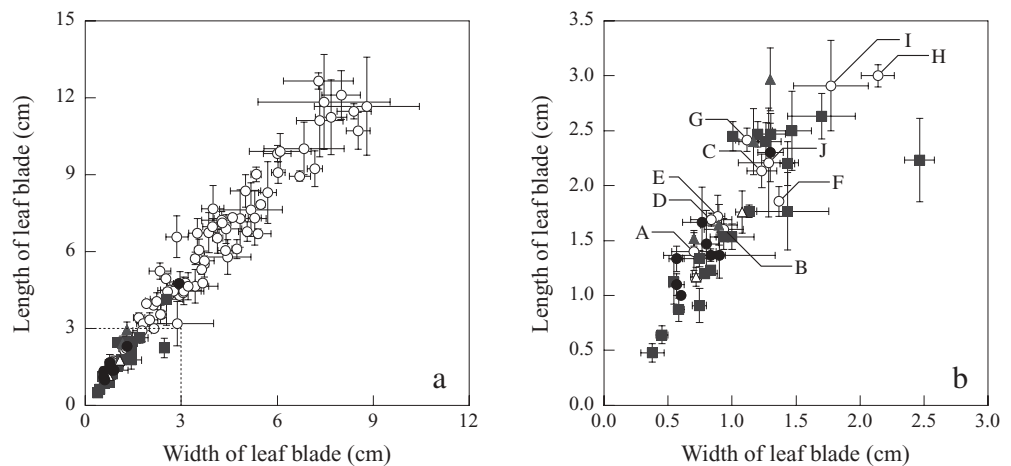 15
12
9
6
3
0
Length of leaf blade (cm)
0
3
6
9
12
Width of leaf blade (cm)
a
3.5
3.0
2.5
2.0
1.5
1.0
0.5
0.0
Length of leaf blade (cm)
0.0
0.5
1.0
1.5
2.0
2.5
3.0
Width of leaf blade (cm)
I
H
G
J
C
E
F
D
A
B
b